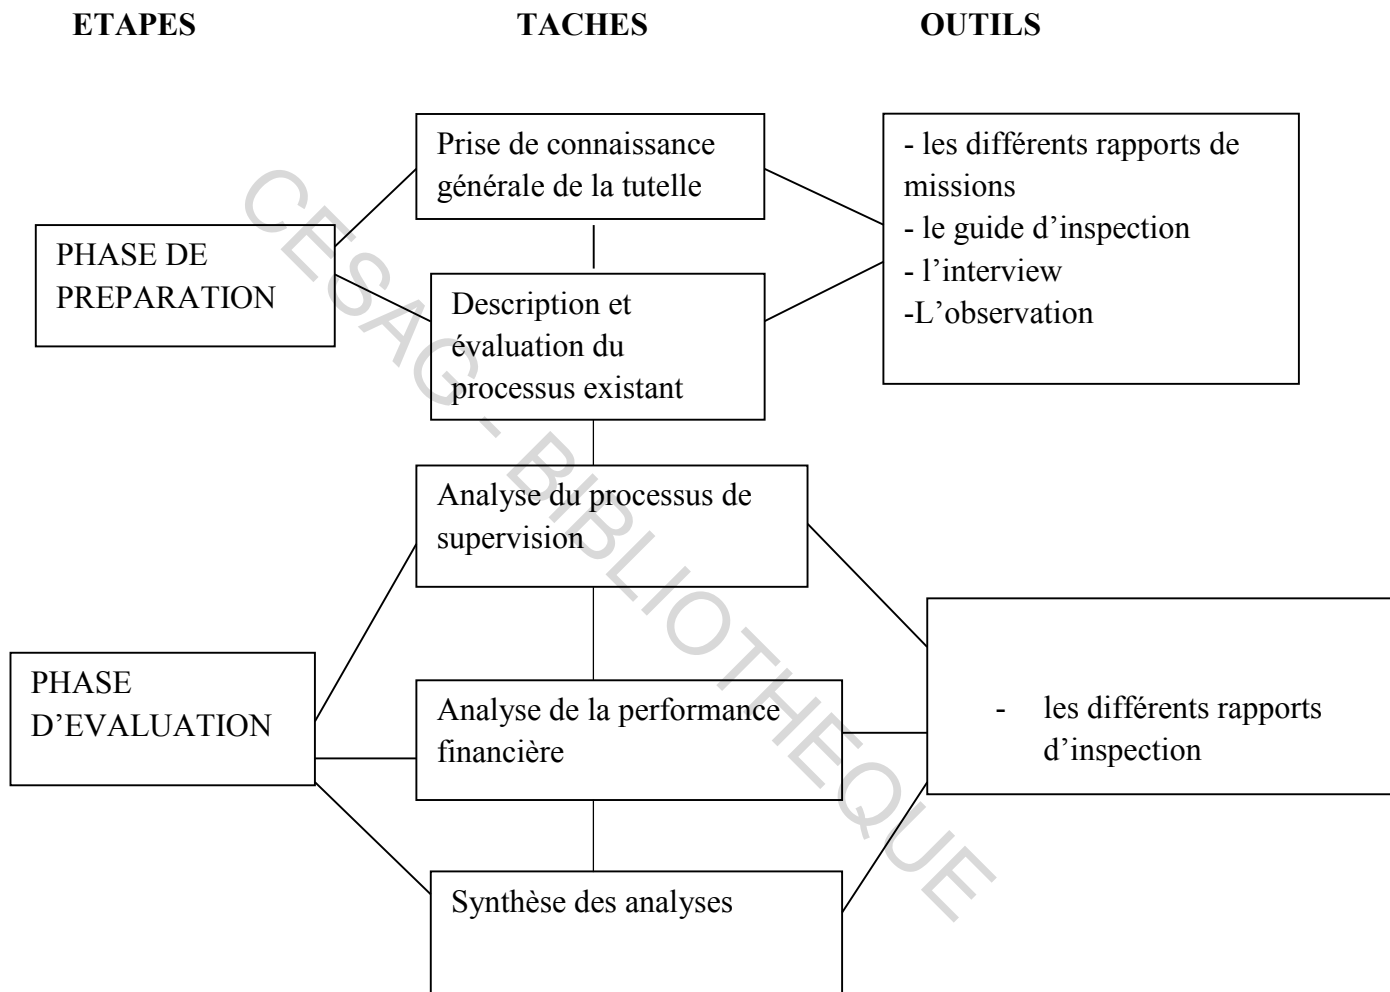 ETAPES TACHES OUTILS
Prise de connaissance
générale de la tutelle
- les différents rapports de
missions
- le guide d’inspection
- l’interview
-L’observation
PHASE DE
PREPARATION
Description et
évaluation du
processus existant
Analyse du processus de
supervision
PHASE
D’EVALUATION
Analyse de la performance
financière
- les différents rapports
d’inspection
Synthèse des analyses
CESAG - BIBLIOTHEQUE